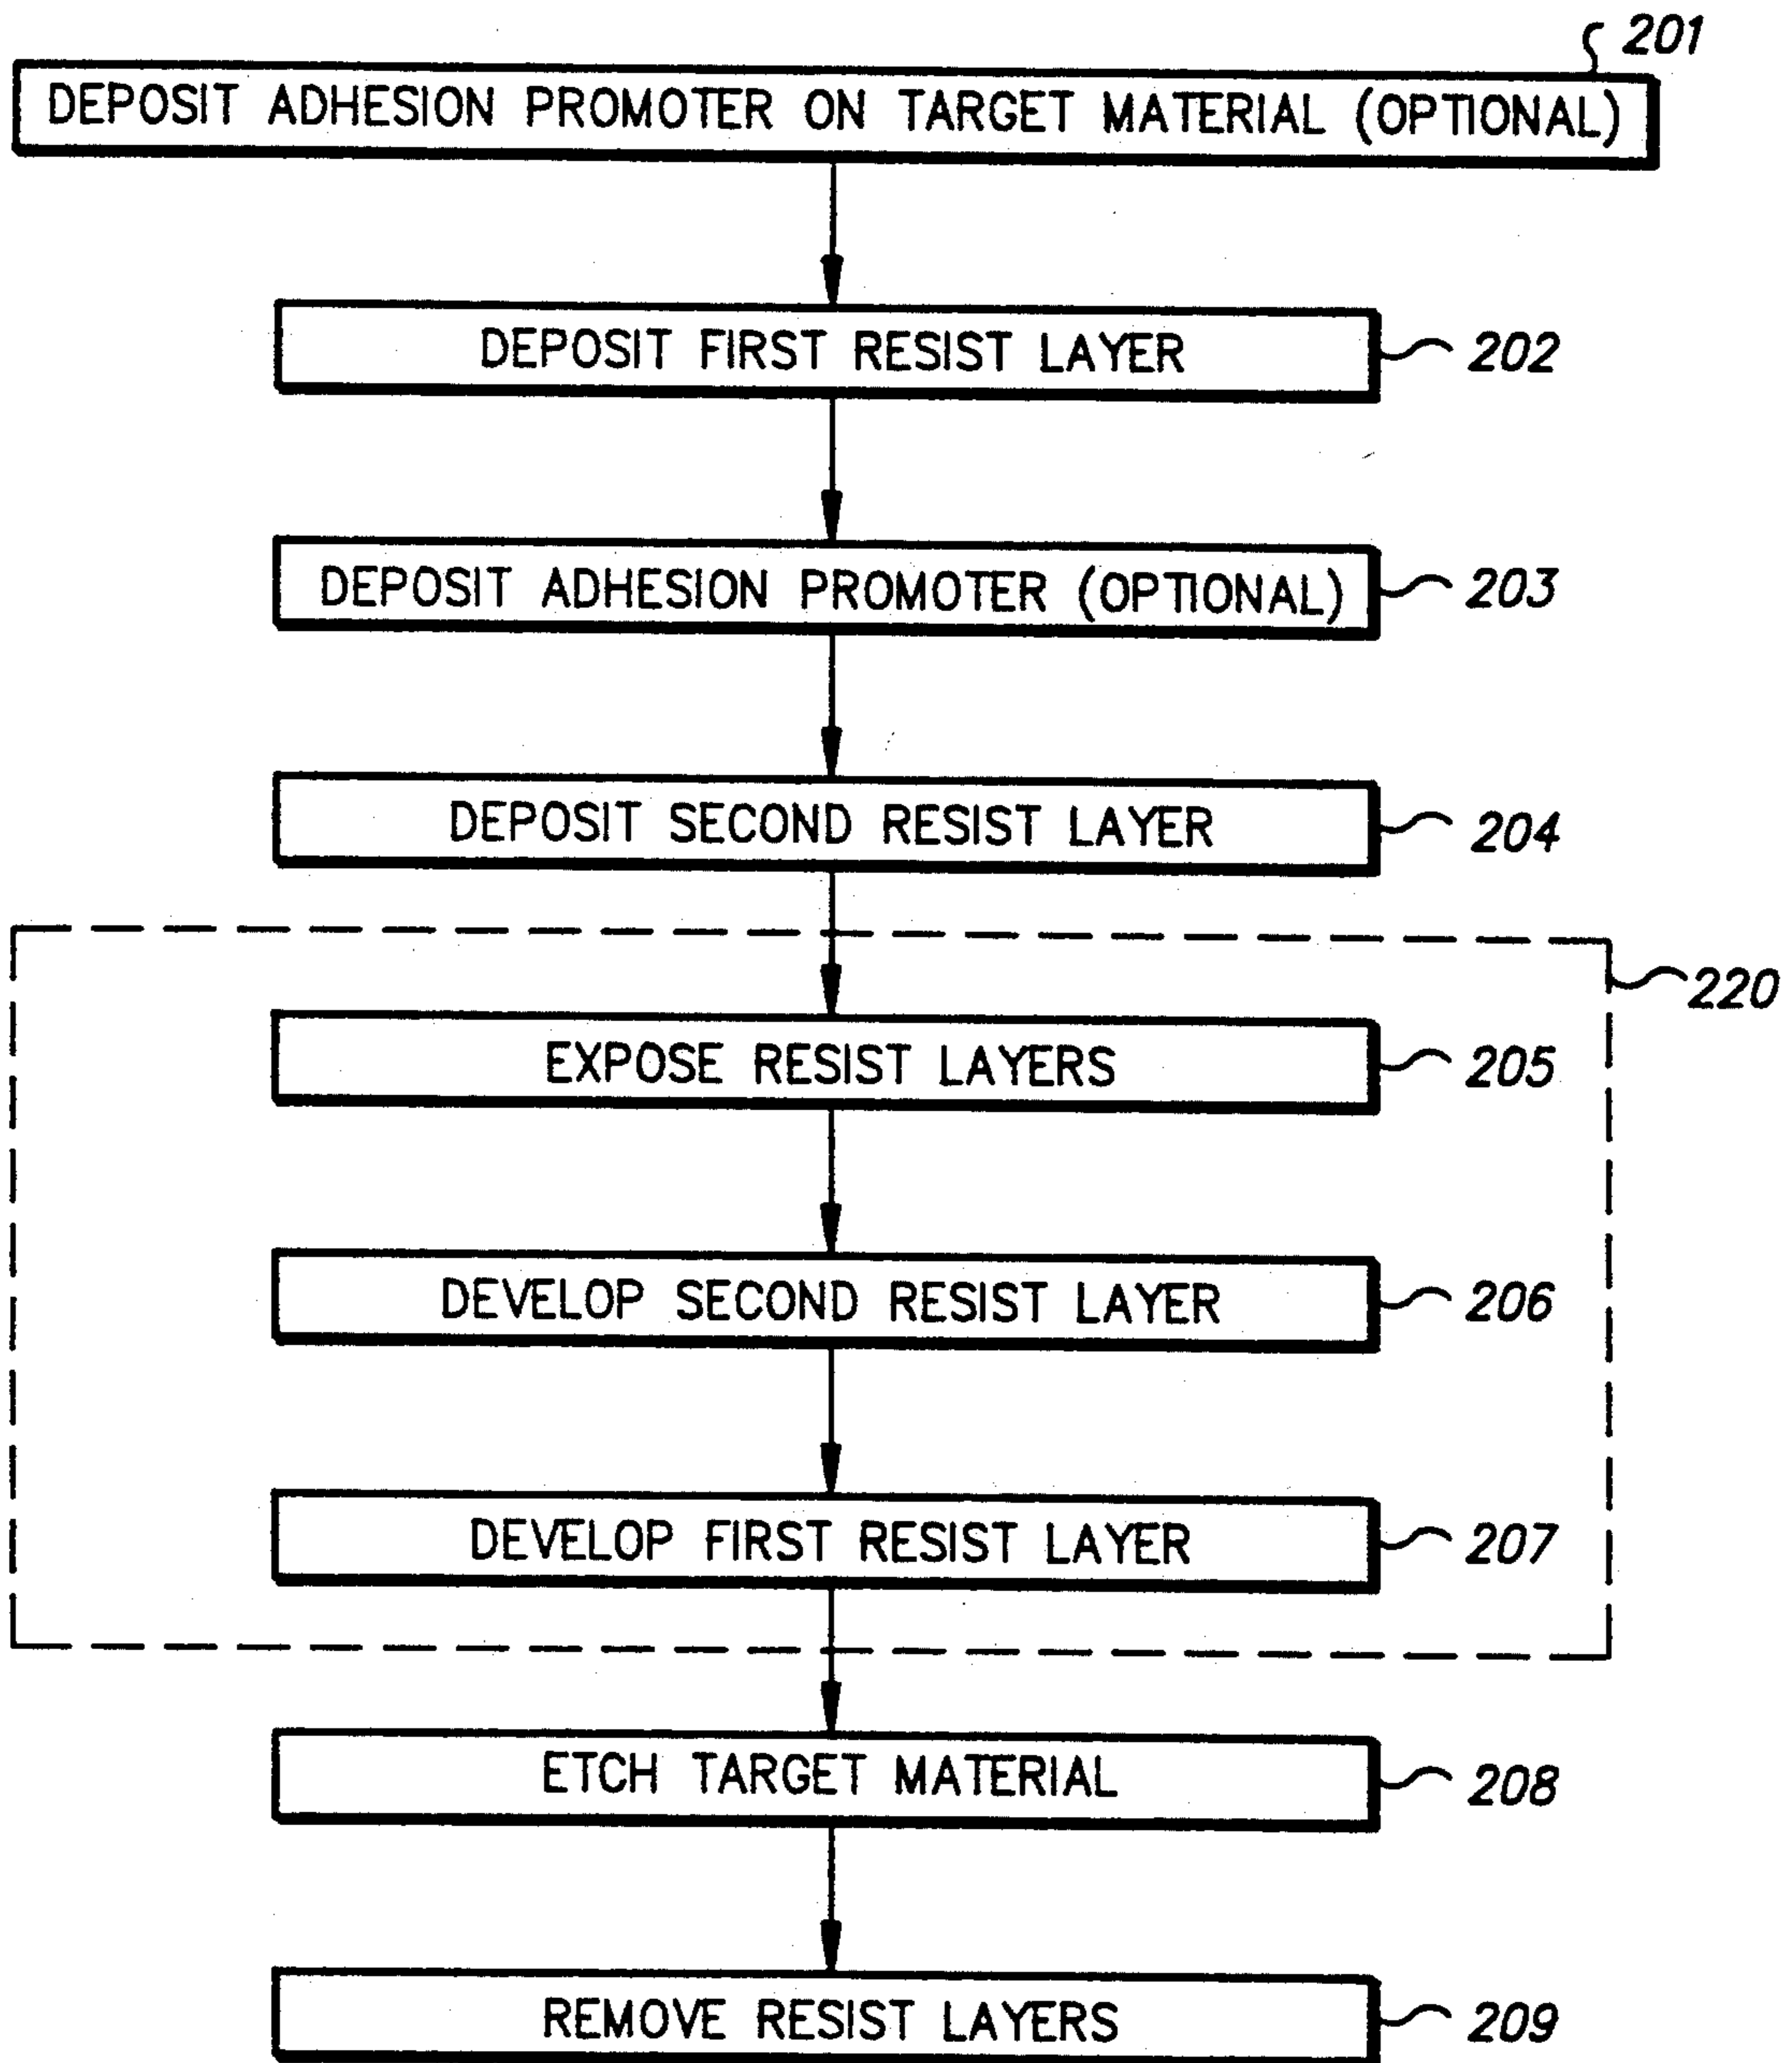 201
DEPOSIT ADHESION PROMOTER ON TARGET MATERIAL (OPTIONAL)
DEPOSIT FIRST RESIST LAYER 202
DEPOSIT ADHESION PROMOTER (OPTIONAL) 203
DEPOSIT SECOND RESIST LAYER 204
220
EXPOSE RESIST LAYERS 205
DEVELOP SECOND RESIST LAYER 206
DEVELOP FIRST RESIST LAYER 207
ETCH TARGET MATERIAL 208
REMOVE RESIST LAYERS 209